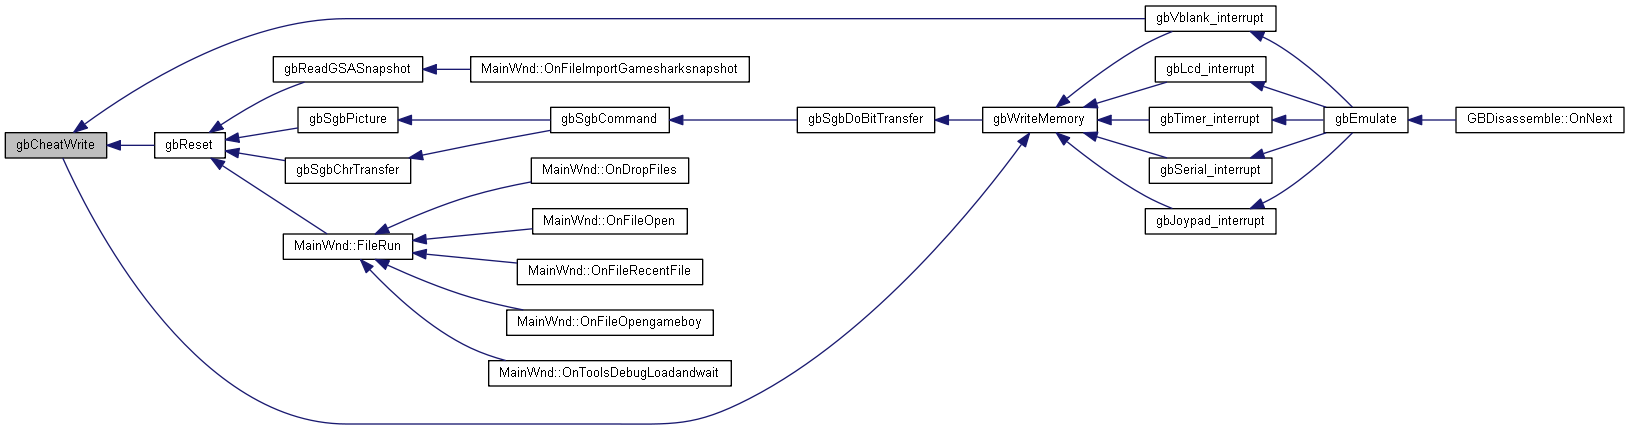 gbVblank_interrupt
gbReadGSASnapshot
MainWnd::OnFileImportGamesharksnapshot
gbLcd_interrupt
gbSgbPicture
gbSgbCommand
gbSgbDoBitTransfer
gbWriteMemory
gbTimer_interrupt
gbEmulate
GBDisassemble::OnNext
gbCheatWrite
gbReset
gbSgbChrTransfer
MainWnd::OnDropFiles
gbSerial_interrupt
MainWnd::OnFileOpen
gbJoypad_interrupt
MainWnd::FileRun
MainWnd::OnFileRecentFile
MainWnd::OnFileOpengameboy
MainWnd::OnToolsDebugLoadandwait